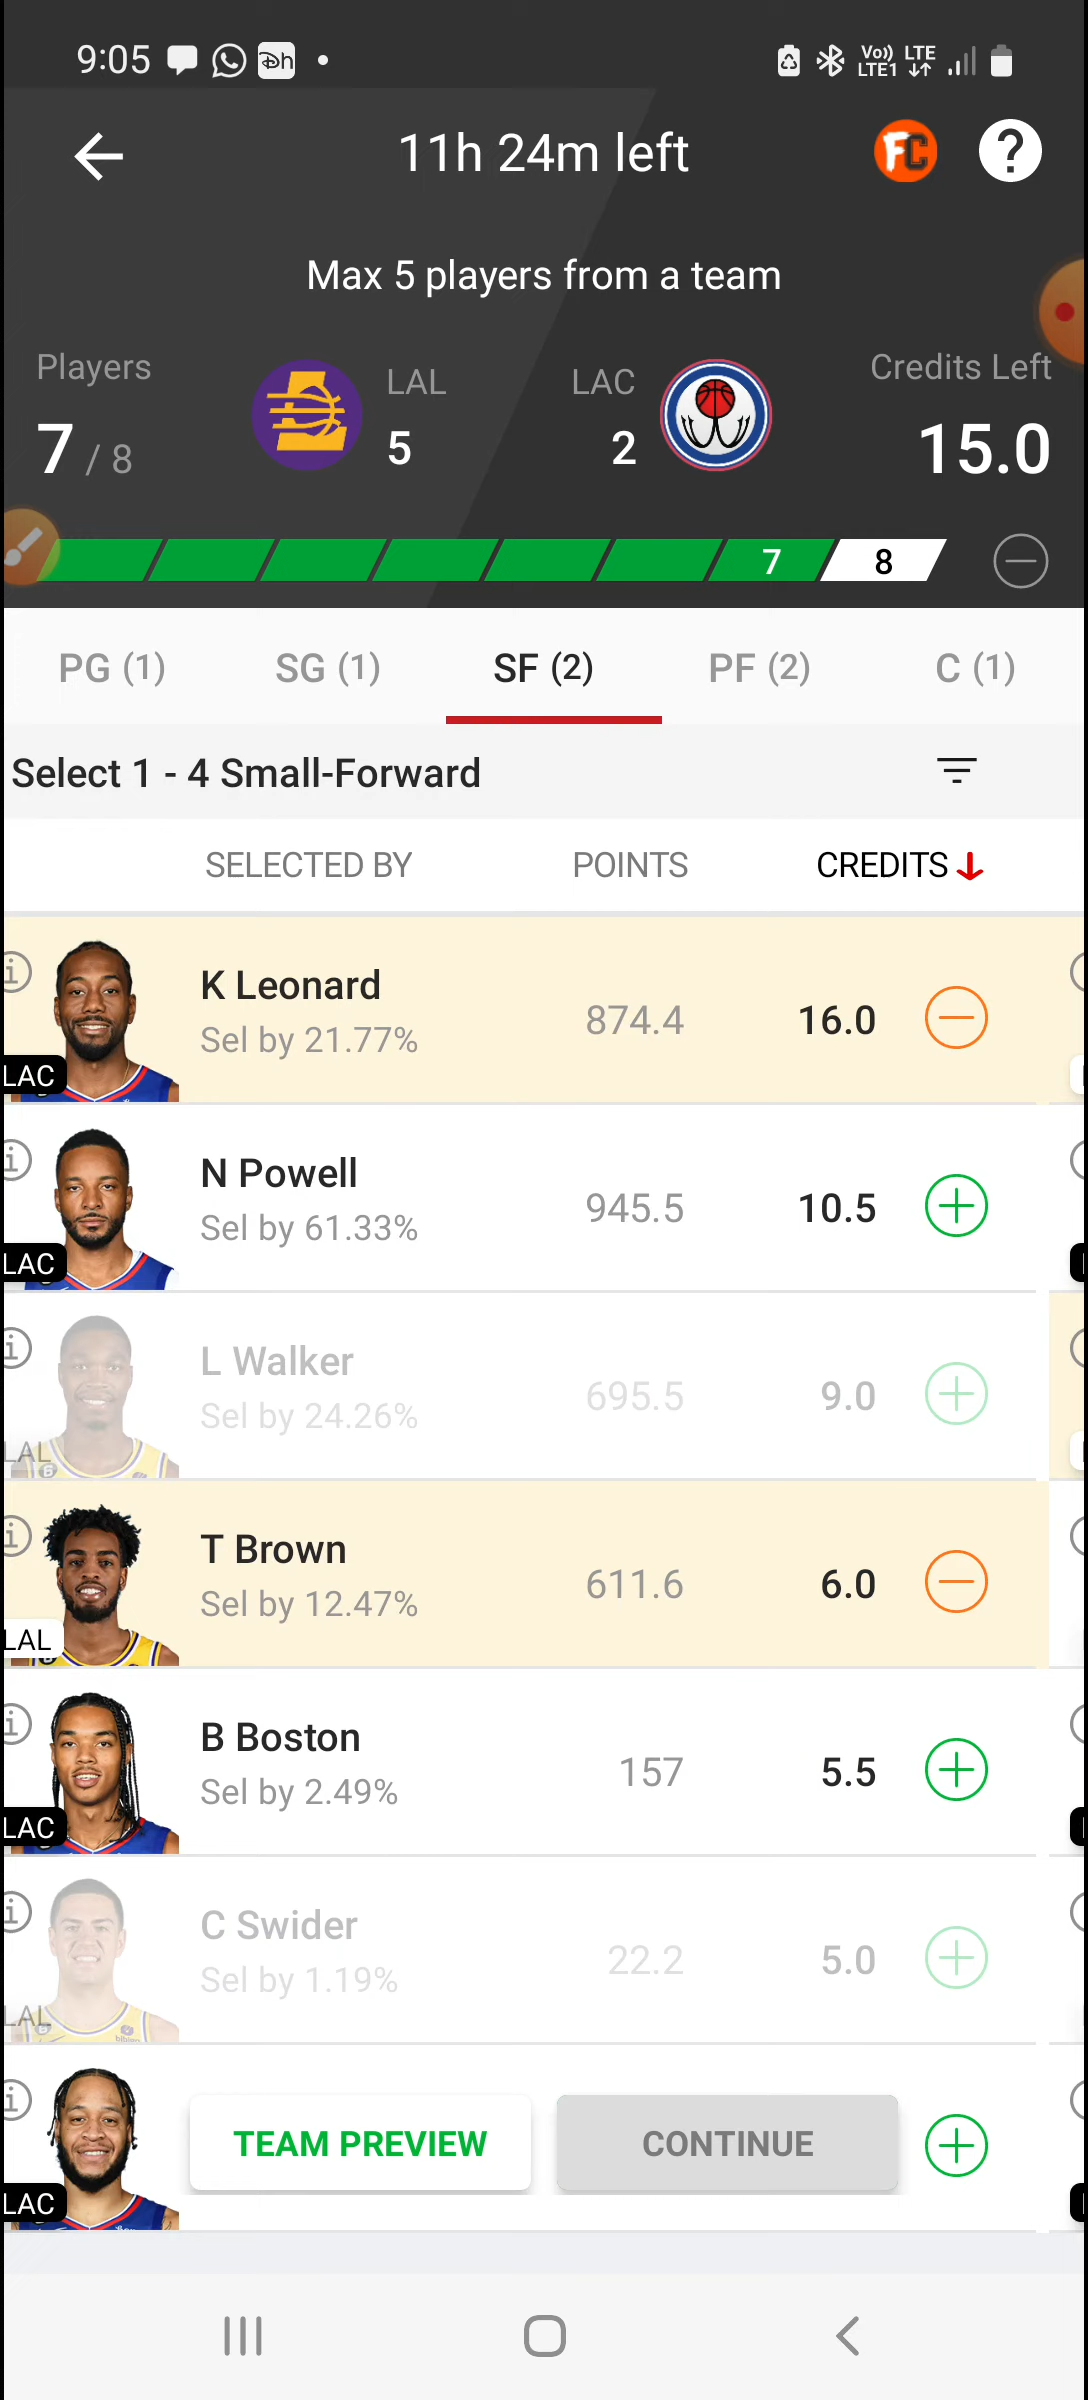 9:05
Vo)) LTE
LTE1
11h 24m left
FC
?
Max 5 players from a team
Players
LAL
LAC
Credits Left
7 / 8
5
2
15.0
7
8
PG (1)
SG (1)
SF (2)
PF (2)
C (1)
Select 1 - 4 Small-Forward
SELECTED BY
POINTS
CREDITS
K Leonard
Sel by 21.77%
874.4
16.0
LAC
N Powell
Sel by 61.33%
945.5
10.5
LAC
L Walker
Sel by 24.26%
695.5
9.0
LAL
T Brown
Sel by 12.47%
611.6
6.0
LAL
B Boston
Sel by 2.49%
157
5.5
LAC
C Swider
Sel by 1.19%
22.2
5.0
LAL
TEAM PREVIEW
CONTINUE
LAC